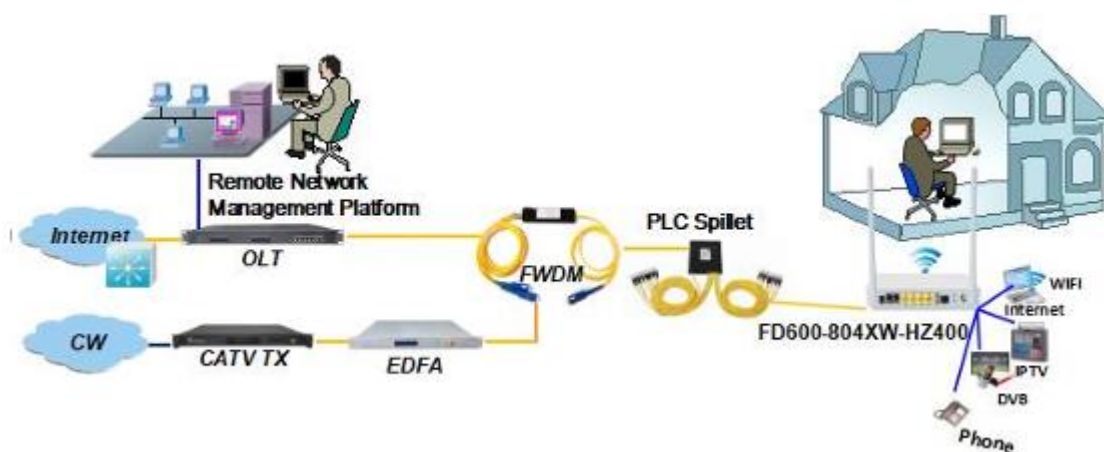 Remote Network
Management Platform
Internet
OLT
FWDM
PLC Spillet
CW
CATV TX
EDFA
FD600-804XW-HZ400
WIFI
Internet
IPTV
DVB
Phone